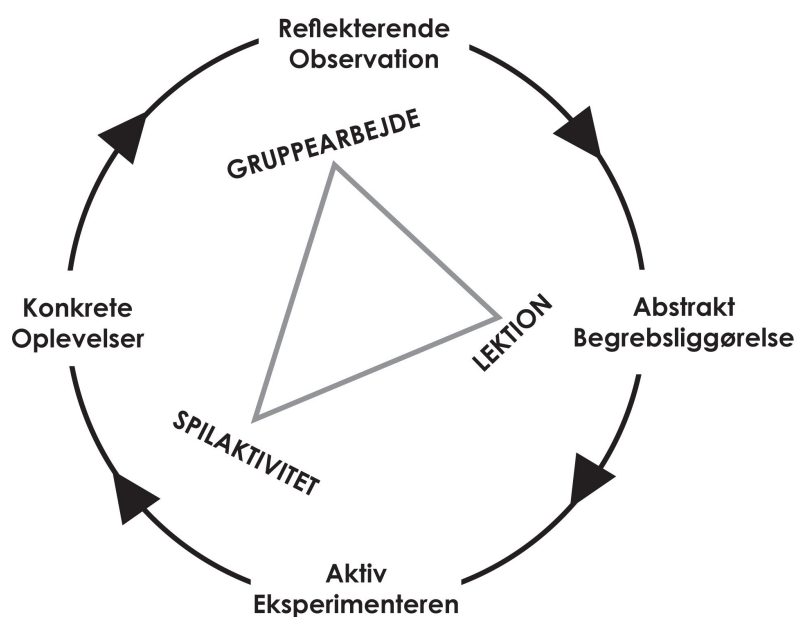 Reflekterende
Observation
GRUPPEARBEJDE
Konkrete
Oplevelser
LEKTION
Abstrakt
Begrebsliggørelse
SPILAKTIVITET
Aktiv
Eksperimenteren